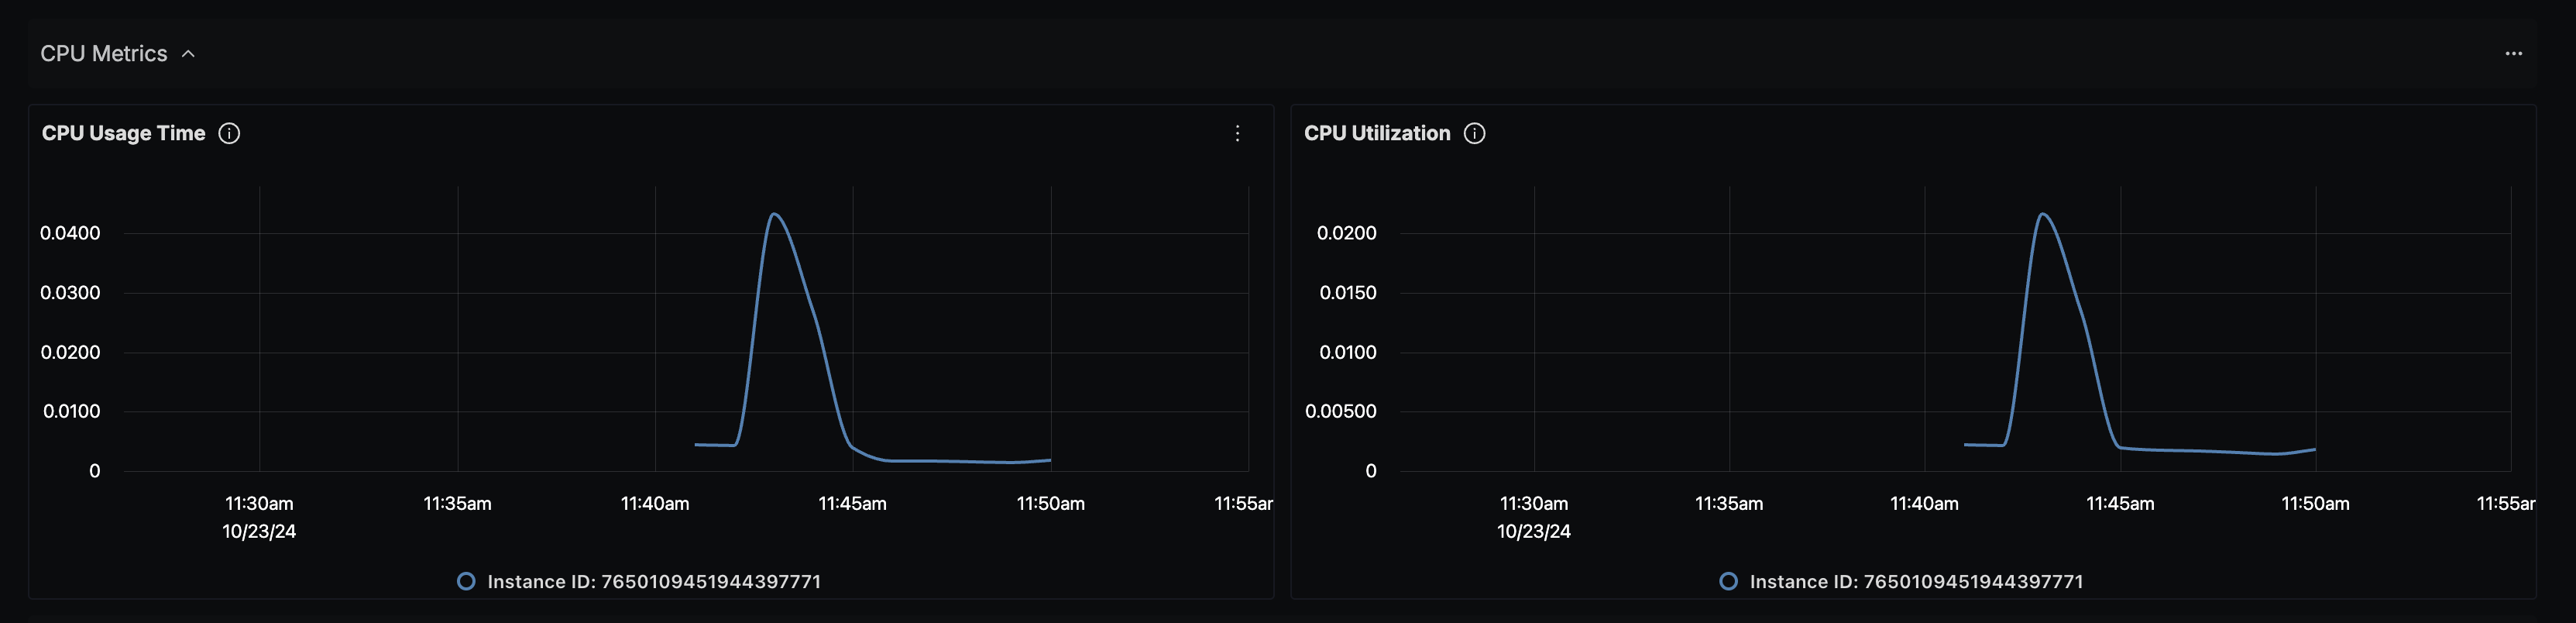 CPU Metrics
CPU Usage Time
0.0400
0.0300
0.0200
0.0100
0
11:30am 11:35am 11:40am 11:45am 11:50am 11:55ar
10/23/24
Instance ID: 7650109451944397771
CPU Utilization
0.0200
0.0150
0.0100
0.00500
0
11:30am 11:35am 11:40am 11:45am 11:50am 11:55ar
10/23/24
Instance ID: 7650109451944397771